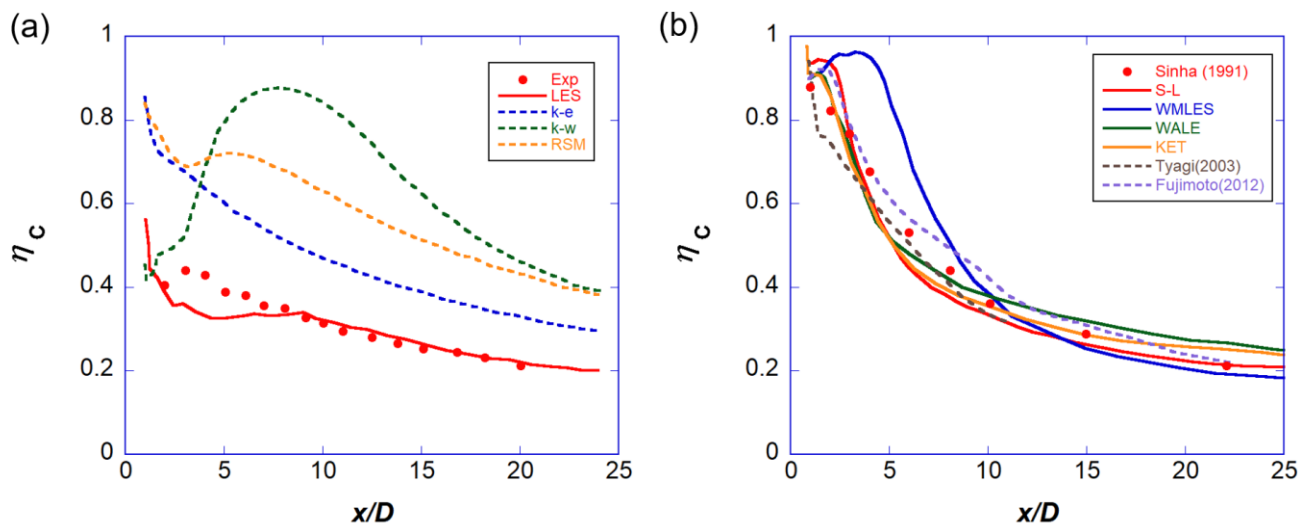 (a)
1
0.8
0.6
0.4
0.2
0
η c
0 5 10 15 20 25
x/D
Exp
LES
k-e
k-w
RSM
(b)
1
0.8
0.6
0.4
0.2
0
η c
0 5 10 15 20 25
x/D
Sinha (1991)
S-L
WMLES
WALE
KET
Tyagi(2003)
Fujimoto(2012)